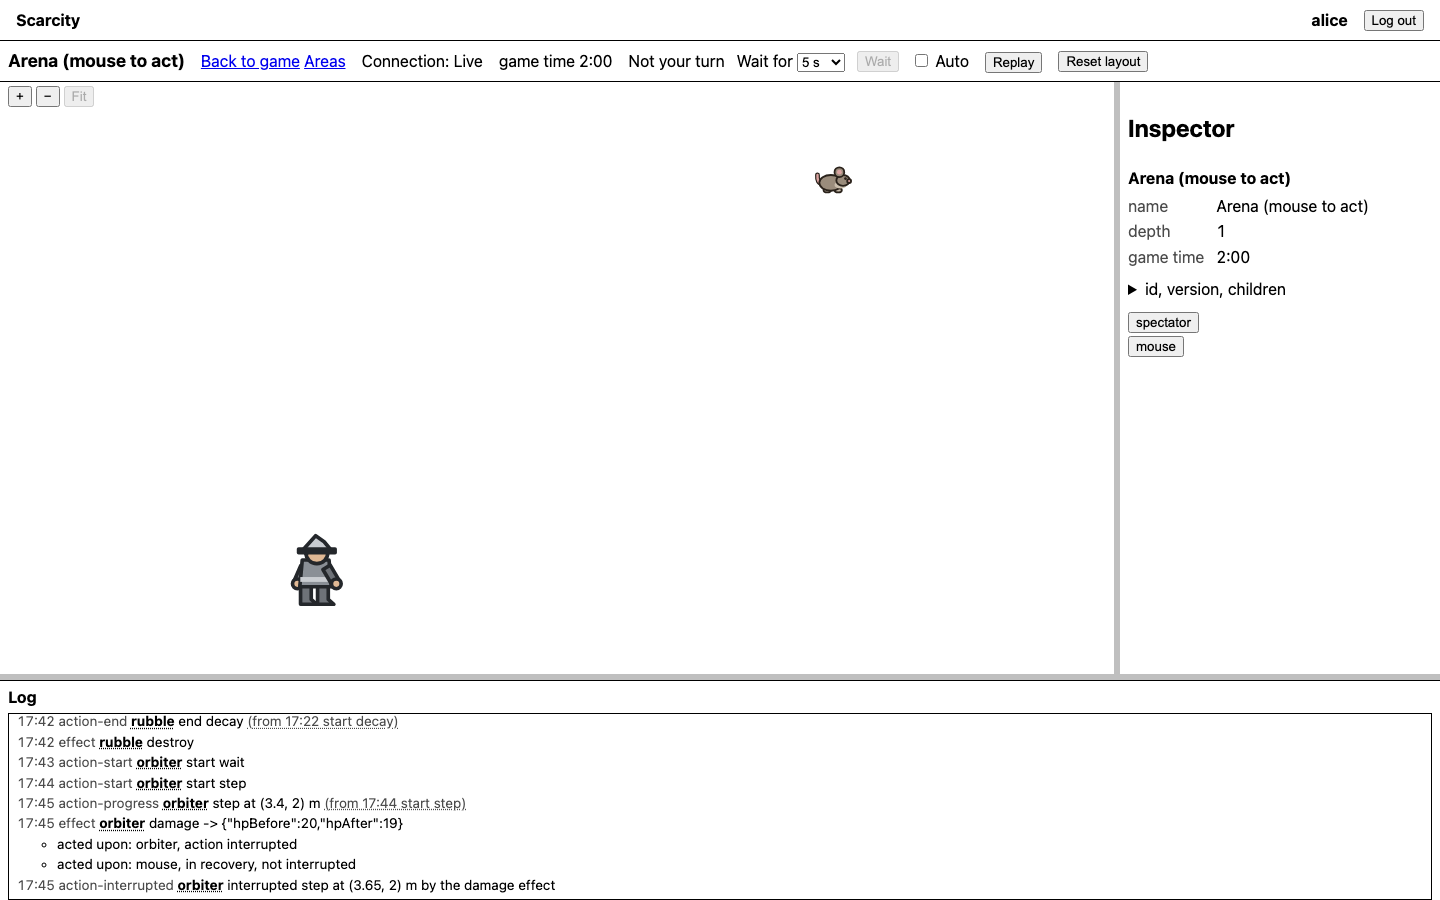 Scarcity
alice Log out
Arena (mouse to act) Back to game Areas Connection: Live game time 2:00 Not your turn Wait for 5 s Wait Auto Replay Reset layout
+ − Fit
Inspector
Arena (mouse to act)
name Arena (mouse to act)
depth 1
game time 2:00
id, version, children
spectator
mouse
Log
17:42 action-end rubble end decay (from 17:22 start decay)
17:42 effect rubble destroy
17:43 action-start orbiter start wait
17:44 action-start orbiter start step
17:45 action-progress orbiter step at (3.4, 2) m (from 17:44 start step)
17:45 effect orbiter damage -> {"hpBefore":20,"hpAfter":19}
acted upon: orbiter, action interrupted
acted upon: mouse, in recovery, not interrupted
17:45 action-interrupted orbiter interrupted step at (3.65, 2) m by the damage effect